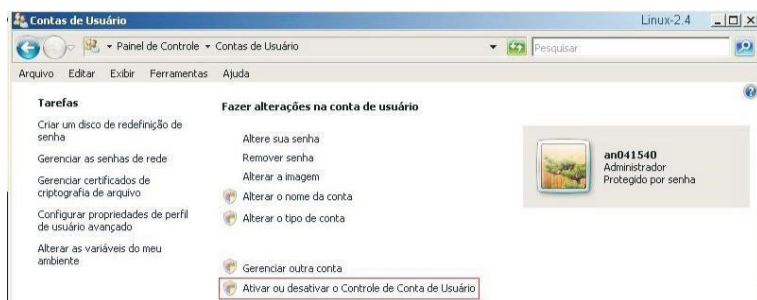 Contas de Usuário
Linux-2.4
Painel de Controle
Contas de Usuário
Pesquisar
Arquivo Editar Exibir Ferramentas Ajuda
Tarefas
Criar um disco de redefinição de
senha
Gerenciar as senhas de rede
Gerenciar certificados de
criptografia de arquivo
Configurar propriedades de perfil
de usuário avançado
Alterar as variáveis do meu
ambiente
Fazer alterações na conta de usuário
Altere sua senha
Remover senha
Alterar a imagem
Alterar o nome da conta
Alterar o tipo de conta
Gerenciar outra conta
Ativar ou desativar o Controle de Conta de Usuário
an041540
Administrador
Protegido por senha